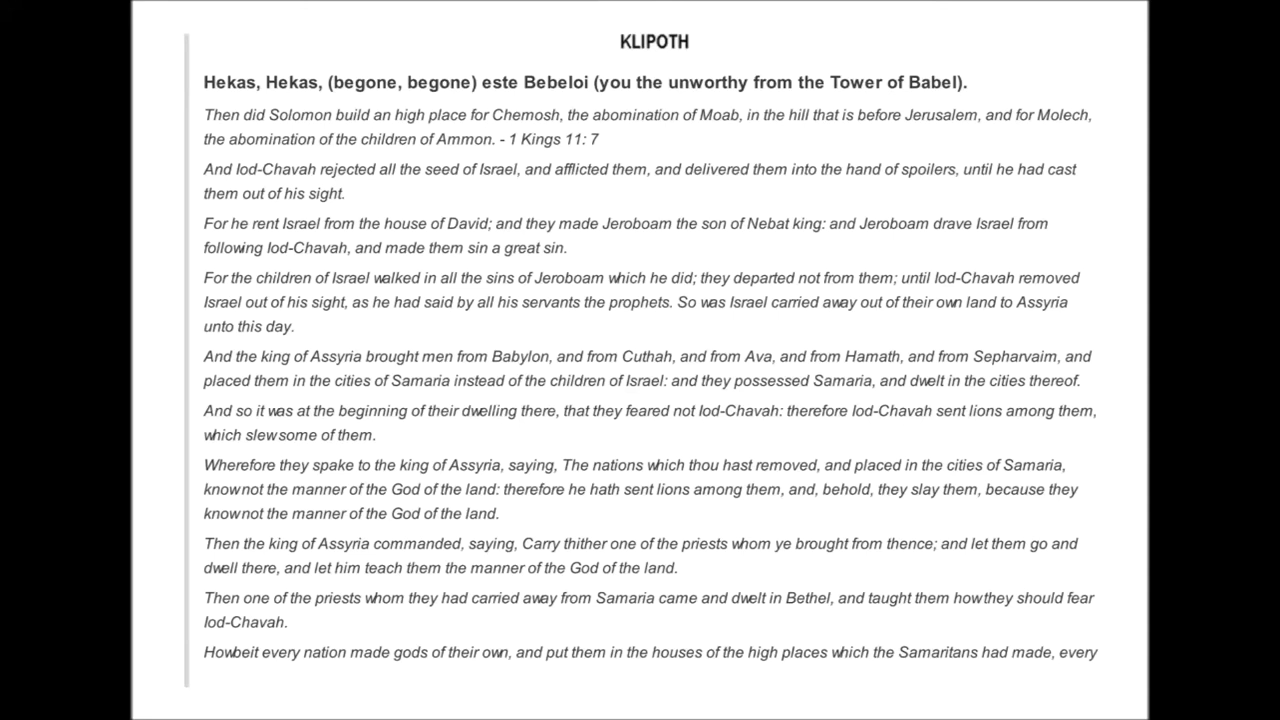 KLIPOTH
Hekas, Hekas, (begone, begone) este Bebeloi (you the unworthy from the Tower of Babel).
Then did Solomon build an high place for Chemosh, the abomination of Moab, in the hill that is before Jerusalem, and for Molech,
the abomination of the children of Ammon. - 1 Kings 11: 7
And Iod-Chavah rejected all the seed of Israel, and afflicted them, and delivered them into the hand of spoilers, until he had cast
them out of his sight.
For he rent Israel from the house of David; and they made Jeroboam the son of Nebat king: and Jeroboam drave Israel from
following Iod-Chavah, and made them sin a great sin.
For the children of Israel walked in all the sins of Jeroboam which he did; they departed not from them; until Iod-Chavah removed
Israel out of his sight, as he had said by all his servants the prophets. So was Israel carried away out of their own land to Assyria
unto this day.
And the king of Assyria brought men from Babylon, and from Cuthah, and from Ava, and from Hamath, and from Sepharvaim, and
placed them in the cities of Samaria instead of the children of Israel: and they possessed Samaria, and dwelt in the cities thereof.
And so it was at the beginning of their dwelling there, that they feared not Iod-Chavah: therefore Iod-Chavah sent lions among them,
which slew some of them.
Wherefore they spake to the king of Assyria, saying, The nations which thou hast removed, and placed in the cities of Samaria,
know not the manner of the God of the land: therefore he hath sent lions among them, and, behold, they slay them, because they
know not the manner of the God of the land.
Then the king of Assyria commanded, saying, Carry thither one of the priests whom ye brought from thence; and let them go and
dwell there, and let him teach them the manner of the God of the land.
Then one of the priests whom they had carried away from Samaria came and dwelt in Bethel, and taught them how they should fear
Iod-Chavah.
Howbeit every nation made gods of their own, and put them in the houses of the high places which the Samaritans had made, every